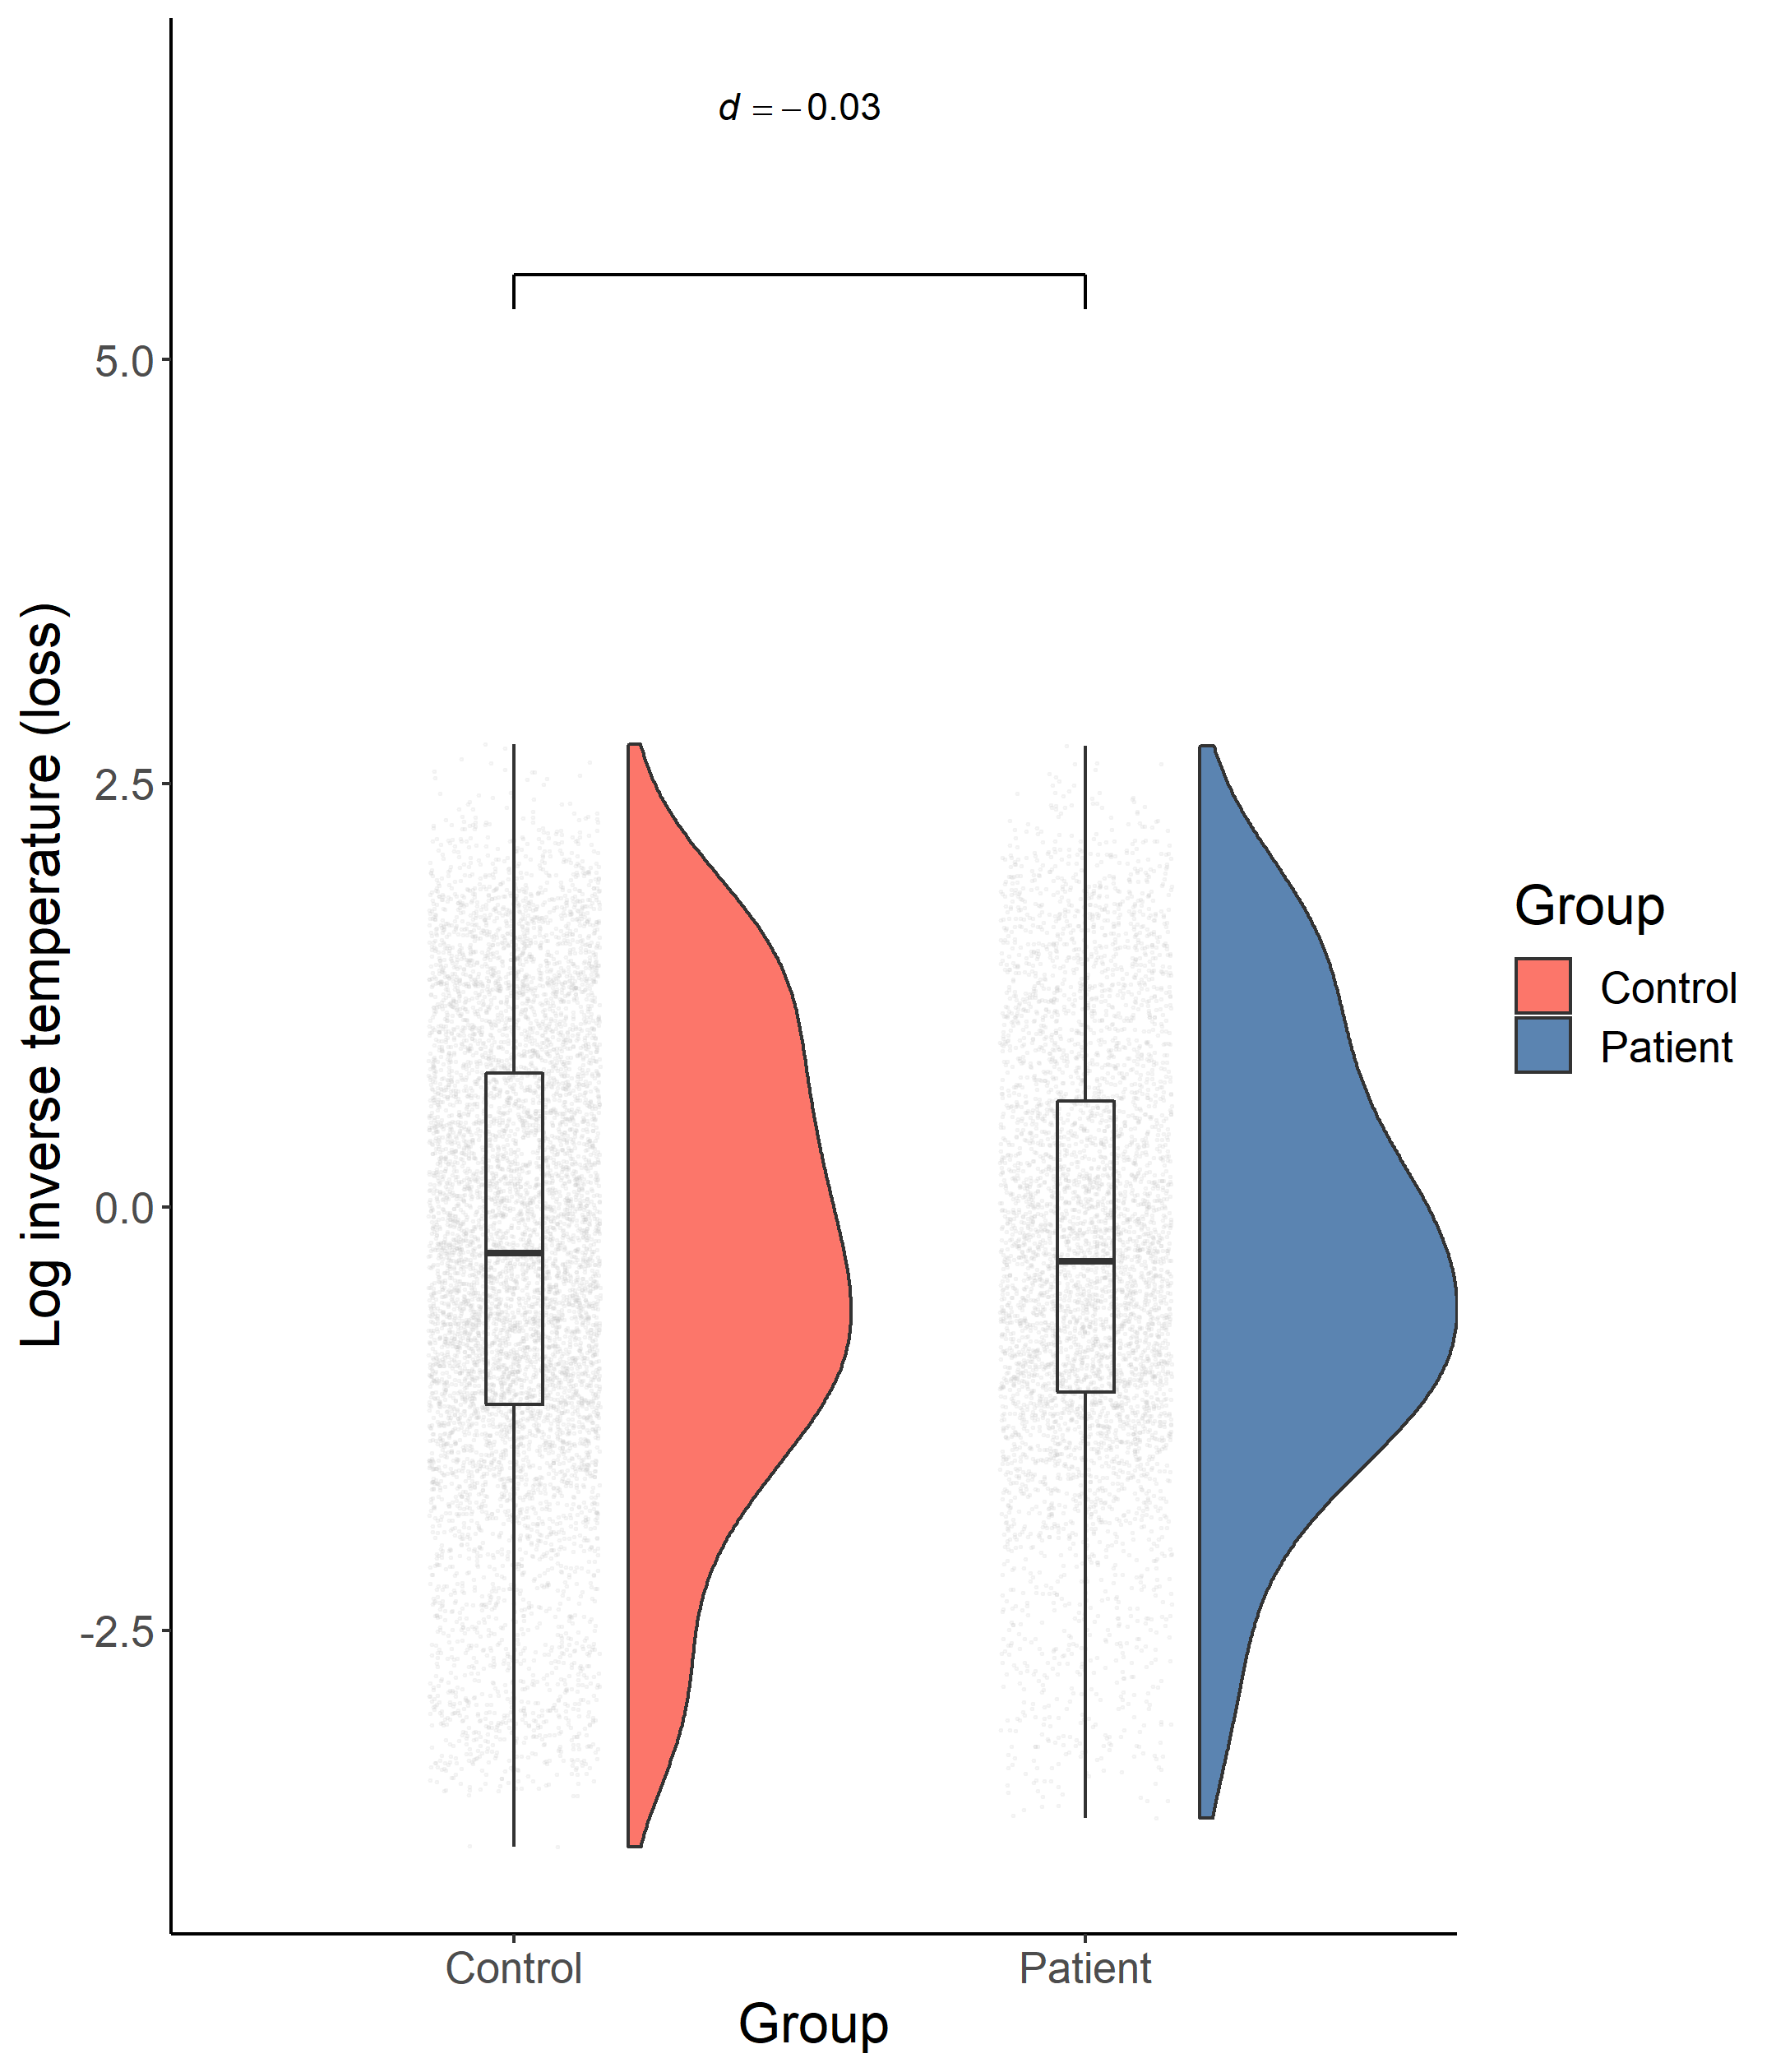 d = −0.03
5.0
2.5
0.0
-2.5
Log inverse temperature (loss)
Control
Patient
Group
Group
Control
Patient